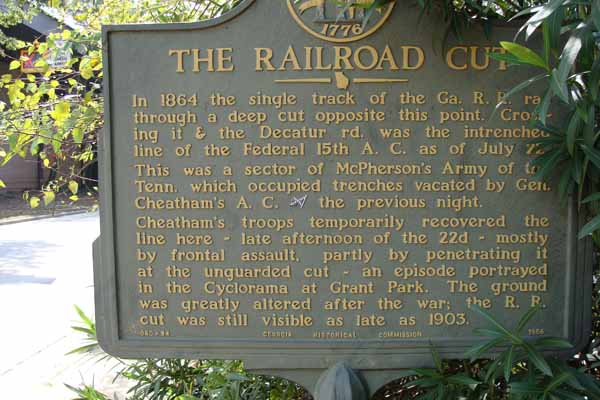 1776
THE RAILROAD CUT
In 1864 the single track of the Ga. R. R. ra
through a deep cut opposite this point. Cross-
ing it & the Decatur rd. was the intrenched
line of the Federal 15th A. C. as of July 22
This was a sector of McPherson's Army of
Tenn. which occupied trenches vacated by Gen.
Cheatham's A. C. the previous night.
Cheatham's troops temporarily recovered the
line here - late afternoon of the 22d - mostly
by frontal assault, partly by penetrating it
at the unguarded cut - an episode portrayed
in the Cyclorama at Grant Park. The ground
was greatly altered after the war; the R. R.
cut was still visible as late as 1903.
GEORGIA HISTORICAL COMMISSION